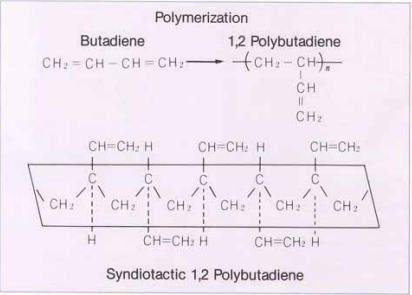 Polymerization
Butadiene 1,2 Polybutadiene
CH₂ = CH – CH = CH₂ ⟶ –(CH₂ – CH)ₙ–
CH
||
CH₂
CH=CH₂ H CH=CH₂ H CH=CH₂
C C C C C
CH₂ CH₂ CH₂ CH₂ CH₂ CH₂
H CH=CH₂ H CH=CH₂ H
Syndiotactic 1,2 Polybutadiene